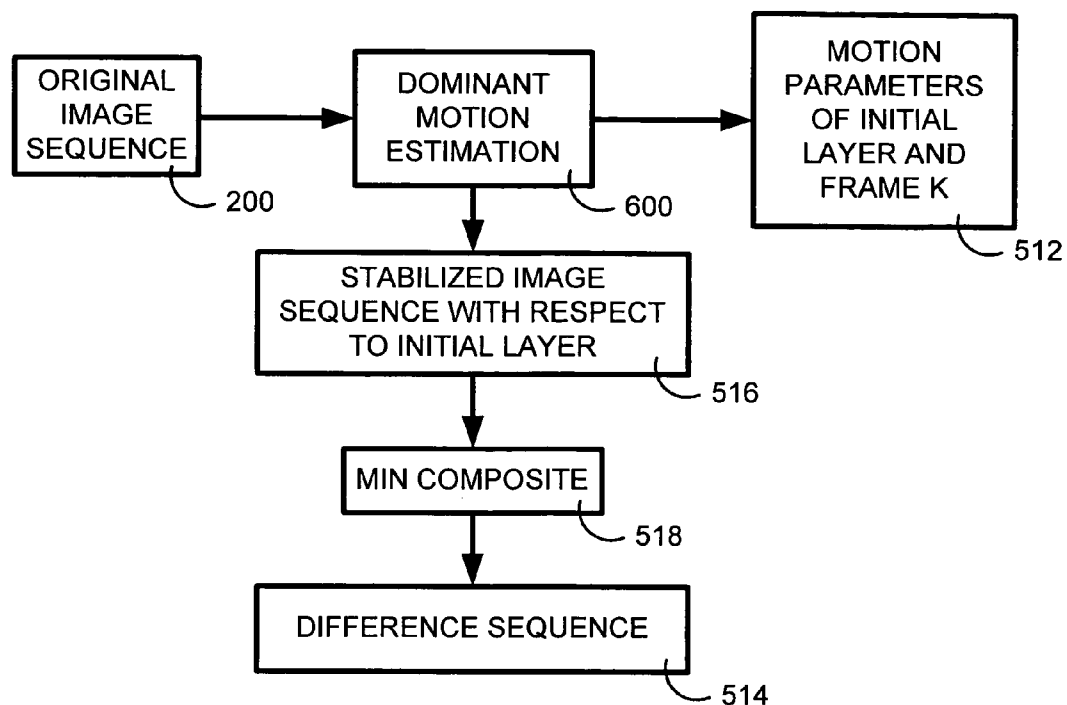 ORIGINAL
IMAGE
SEQUENCE
200
DOMINANT
MOTION
ESTIMATION
600
MOTION
PARAMETERS
OF INITIAL
LAYER AND
FRAME K
512
STABILIZED IMAGE
SEQUENCE WITH RESPECT
TO INITIAL LAYER
516
MIN COMPOSITE
518
DIFFERENCE SEQUENCE
514